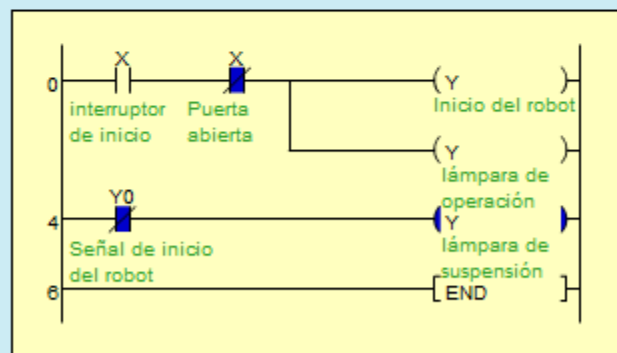 X X
0 Y
interruptor Puerta Inicio del robot
de inicio abierta
Y
lámpara de
operación
Y0
4 Y
Señal de inicio lámpara de
del robot suspensión
6 END